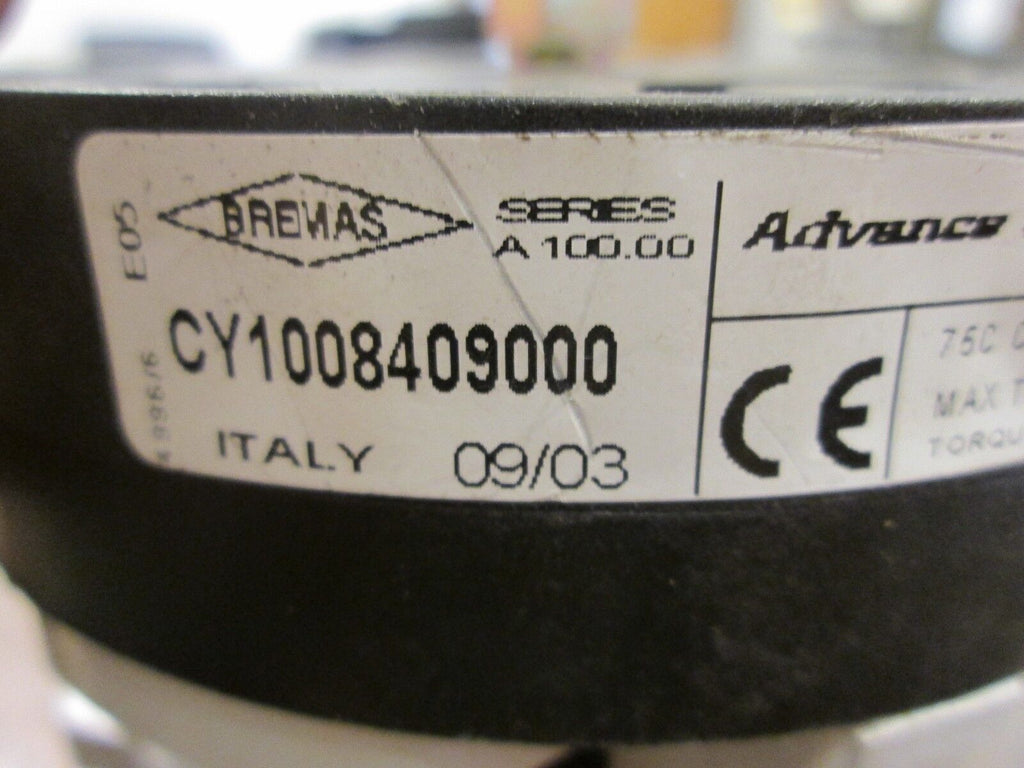 E05
BREMAS
SERIES
A 100.00
CY1008409000
ITALY 09/03
Advance
CE
75C
MAX
TORQU